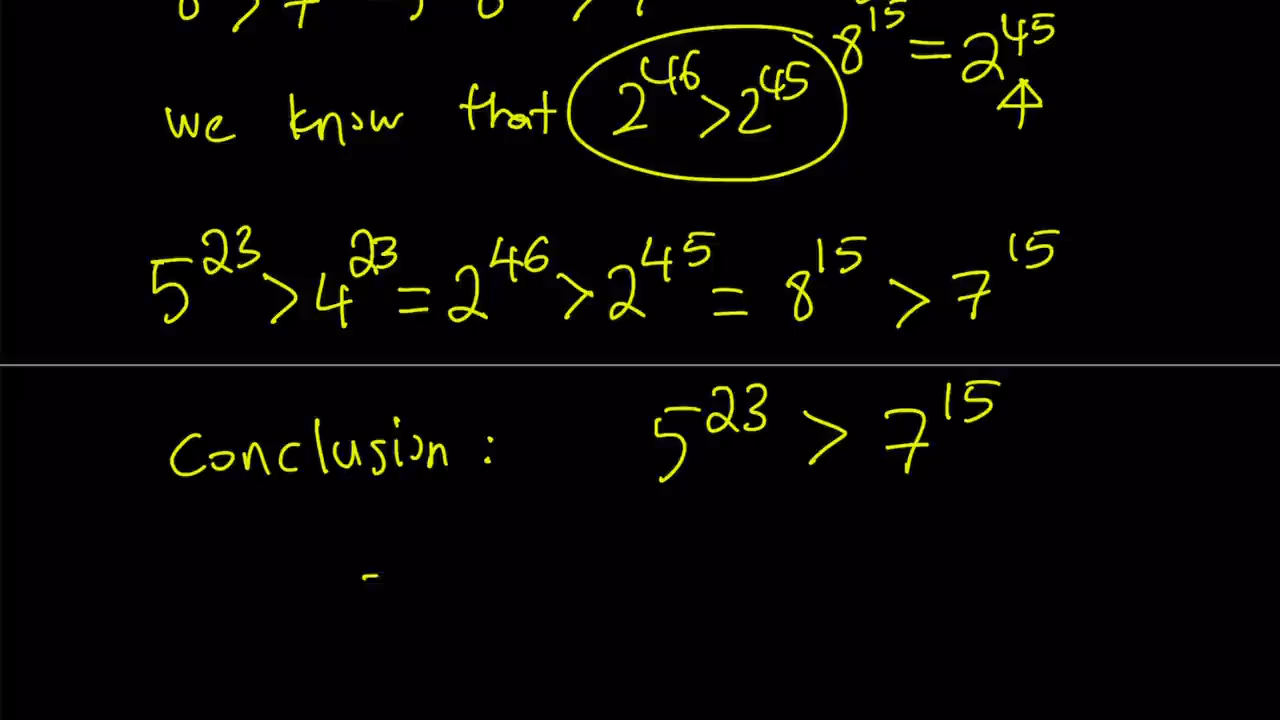 8^15 = 2^45
we know that 2^46 > 2^45
5^23 > 4^23 = 2^46 > 2^45 = 8^15 > 7^15
Conclusion : 5^23 > 7^15